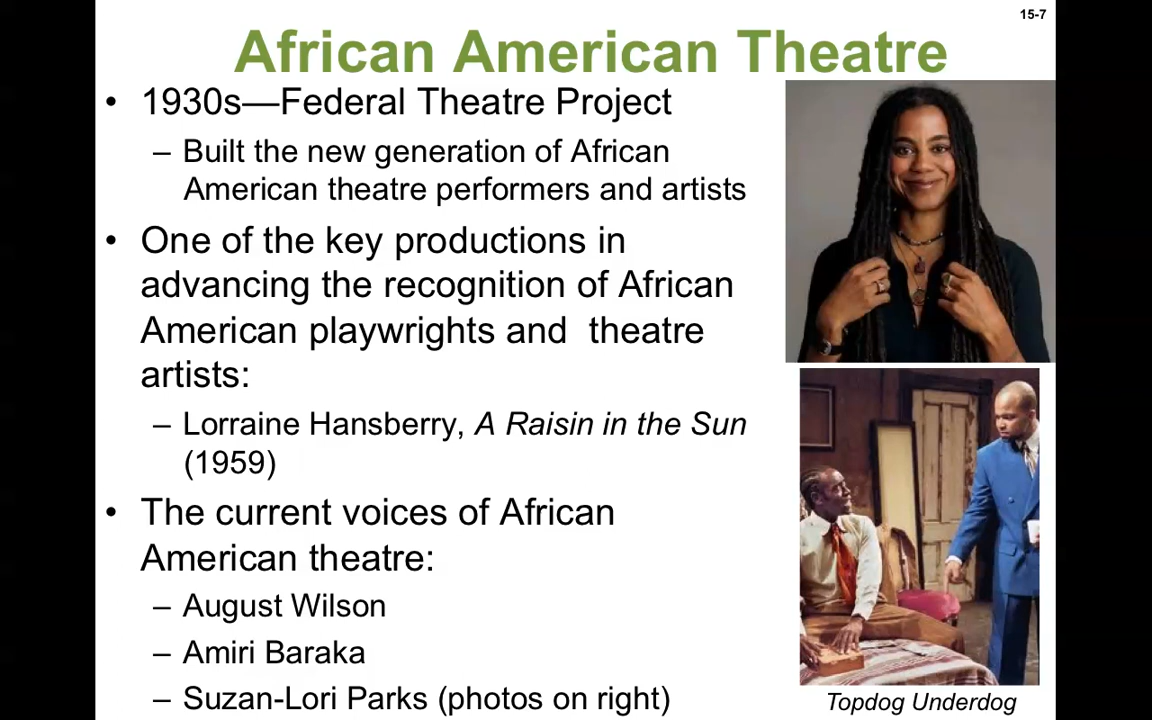 15-7
African American Theatre
• 1930s—Federal Theatre Project
– Built the new generation of African
American theatre performers and artists
• One of the key productions in
advancing the recognition of African
American playwrights and  theatre
artists:
– Lorraine Hansberry, A Raisin in the Sun
(1959)
• The current voices of African
American theatre:
– August Wilson
– Amiri Baraka
– Suzan-Lori Parks (photos on right)
Topdog Underdog